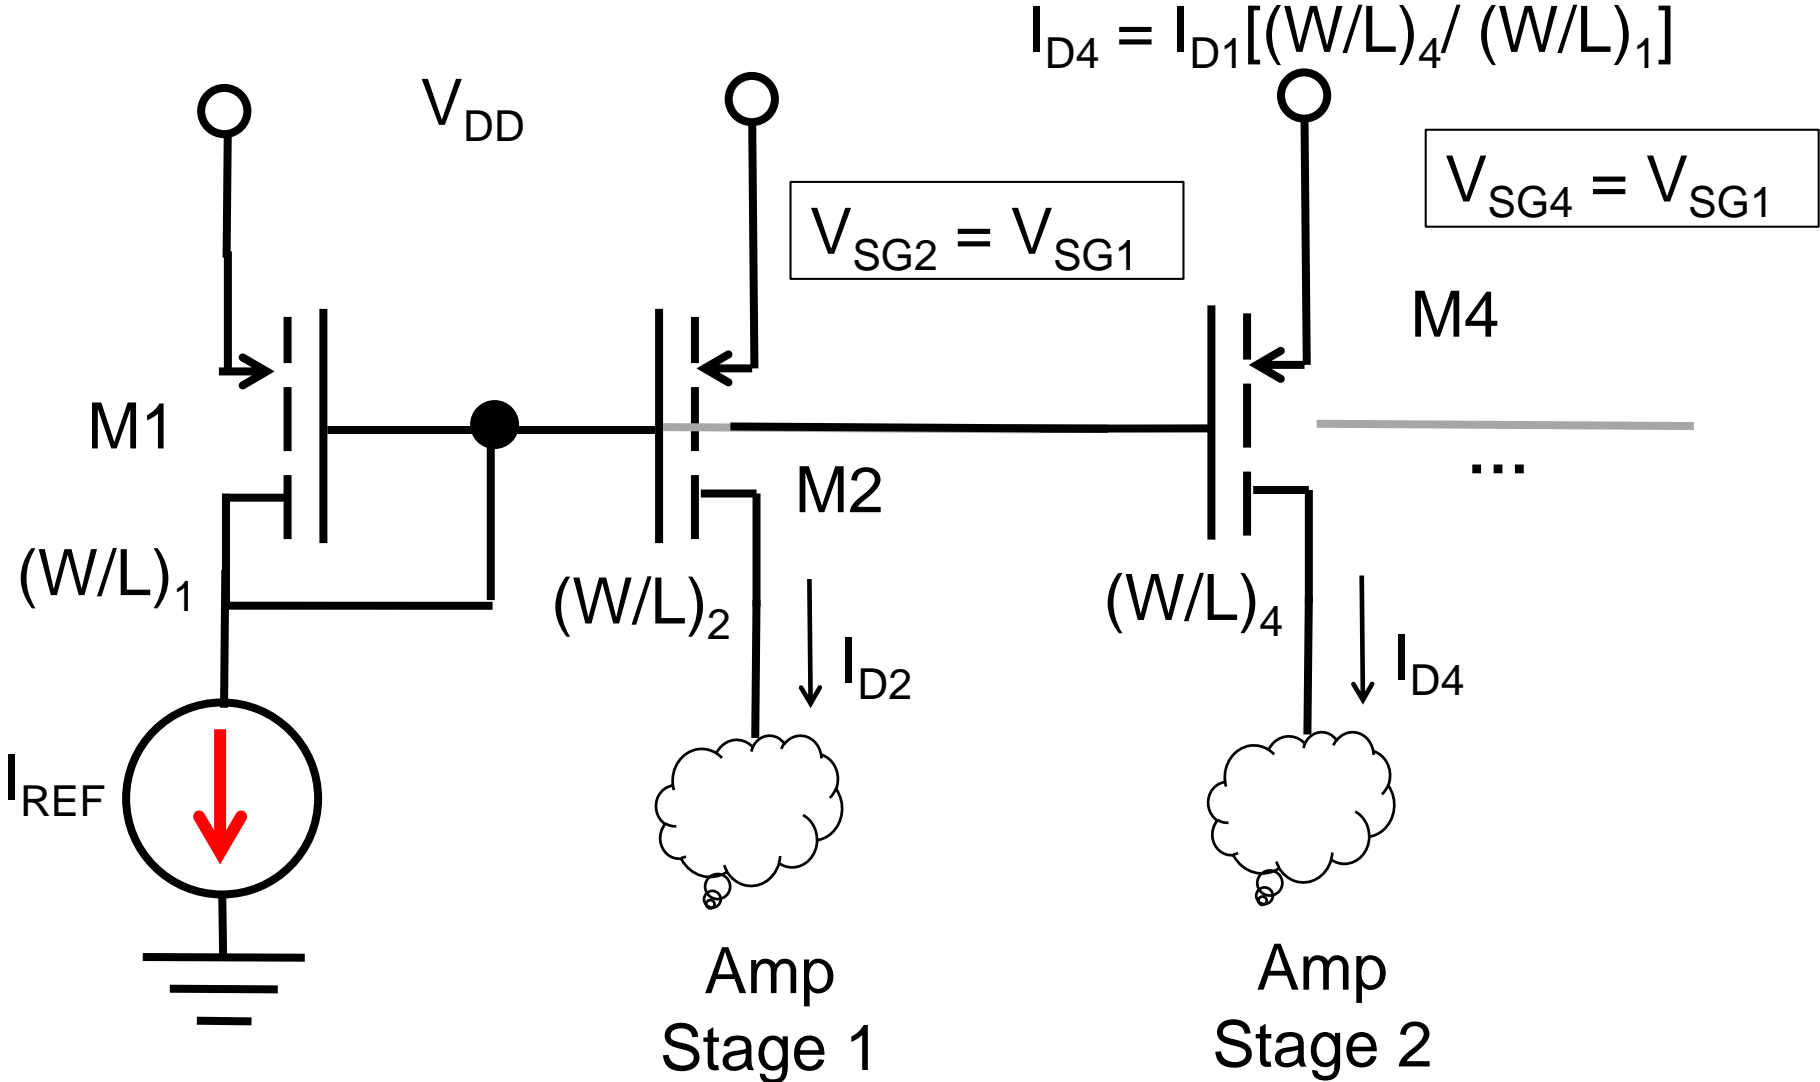 I_D4 = I_D1[(W/L)_4/ (W/L)_1]
V_DD
V_SG4 = V_SG1
V_SG2 = V_SG1
M4
M1
M2
...
(W/L)_1
(W/L)_2
(W/L)_4
I_D2
I_D4
I_REF
Amp
Stage 1
Amp
Stage 2